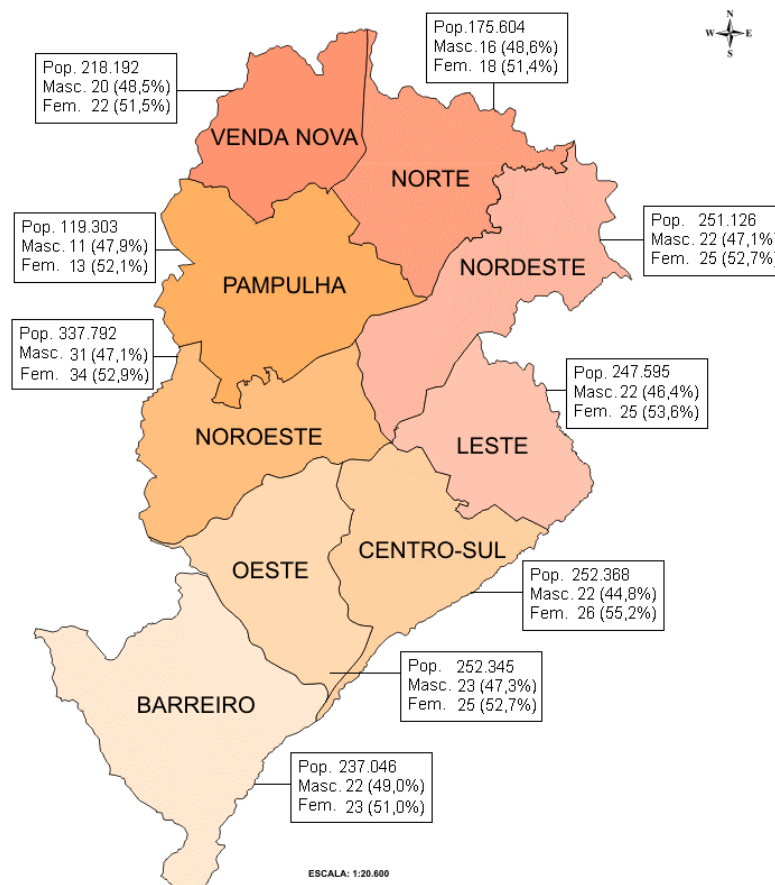 N
W E
S
Pop.175.604
Masc.16 (48,6%)
Fem. 18 (51,4%)
Pop. 218.192
Masc. 20 (48,5%)
Fem. 22 (51,5%)
VENDA NOVA
NORTE
Pop. 119.303
Masc. 11 (47,9%)
Fem. 13 (52,1%)
Pop. 251.126
Masc. 22 (47,1%)
Fem. 25 (52,7%)
NORDESTE
PAMPULHA
Pop. 337.792
Masc. 31 (47,1%)
Fem. 34 (52,9%)
Pop. 247.595
Masc. 22 (46,4%)
Fem. 25 (53,6%)
NOROESTE
LESTE
CENTRO-SUL
OESTE
Pop. 252.368
Masc. 22 (44,8%)
Fem. 26 (55,2%)
Pop. 252.345
Masc. 23 (47,3%)
Fem. 25 (52,7%)
BARREIRO
Pop. 237.046
Masc. 22 (49,0%)
Fem. 23 (51,0%)
ESCALA: 1:20.600